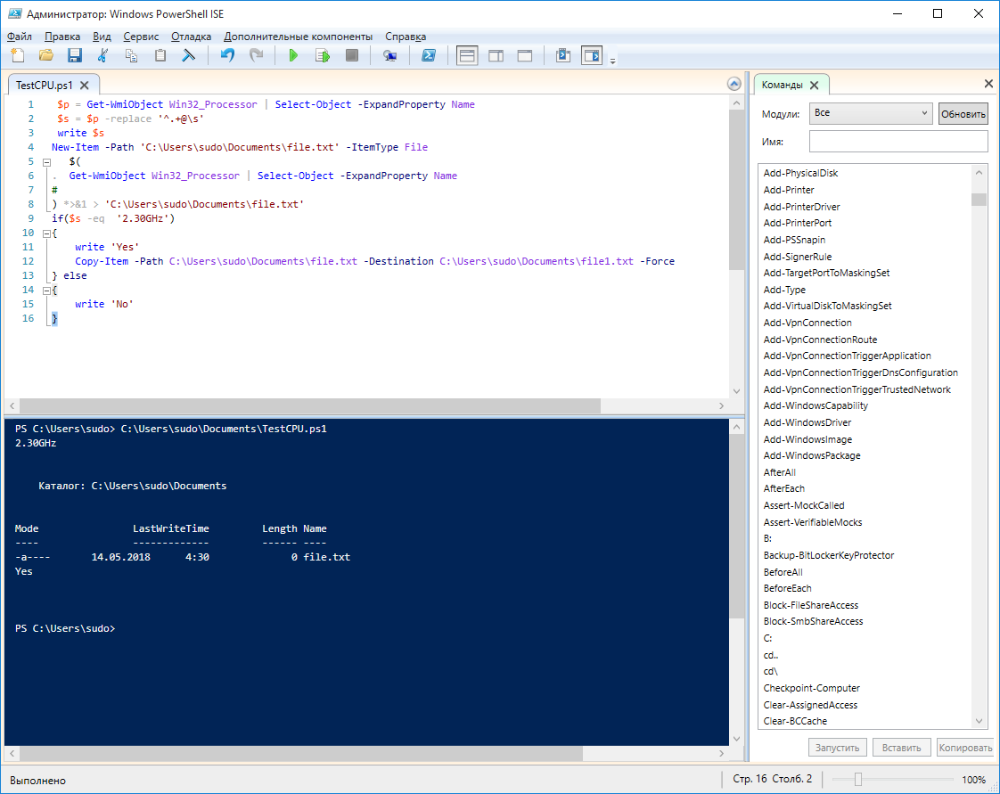 Администратор: Windows PowerShell ISE
Файл Правка Вид Сервис Отладка Дополнительные компоненты Справка
TestCPU.ps1
1 $p = Get-WmiObject Win32_Processor | Select-Object -ExpandProperty Name
2 $s = $p -replace '^.+@\s'
3 write $s
4 New-Item -Path 'C:\Users\sudo\Documents\file.txt' -ItemType File
5 $(
6 . Get-WmiObject Win32_Processor | Select-Object -ExpandProperty Name
7 #
8 ) *>&1 > 'C:\Users\sudo\Documents\file.txt'
9 if($s -eq '2.30GHz')
10 {
11 write 'Yes'
12 Copy-Item -Path C:\Users\sudo\Documents\file.txt -Destination C:\Users\sudo\Documents\file1.txt -Force
13 } else
14 {
15 write 'No'
16 }
PS C:\Users\sudo> C:\Users\sudo\Documents\TestCPU.ps1
2.30GHz
Каталог: C:\Users\sudo\Documents
Mode LastWriteTime Length Name
---- ------------- ------ ----
-a---- 14.05.2018 4:30 0 file.txt
Yes
PS C:\Users\sudo>
Команды
Модули: Все Обновить
Имя:
Add-PhysicalDisk
Add-Printer
Add-PrinterDriver
Add-PrinterPort
Add-PSSnapin
Add-SignerRule
Add-TargetPortToMaskingSet
Add-Type
Add-VirtualDiskToMaskingSet
Add-VpnConnection
Add-VpnConnectionRoute
Add-VpnConnectionTriggerApplication
Add-VpnConnectionTriggerDnsConfiguration
Add-VpnConnectionTriggerTrustedNetwork
Add-WindowsCapability
Add-WindowsDriver
Add-WindowsImage
Add-WindowsPackage
AfterAll
AfterEach
Assert-MockCalled
Assert-VerifiableMocks
B:
Backup-BitLockerKeyProtector
BeforeAll
BeforeEach
Block-FileShareAccess
Block-SmbShareAccess
C:
cd..
cd\
Checkpoint-Computer
Clear-AssignedAccess
Clear-BCCache
Запустить Вставить Копировать
Выполнено Стр. 16 Столб. 2 100%